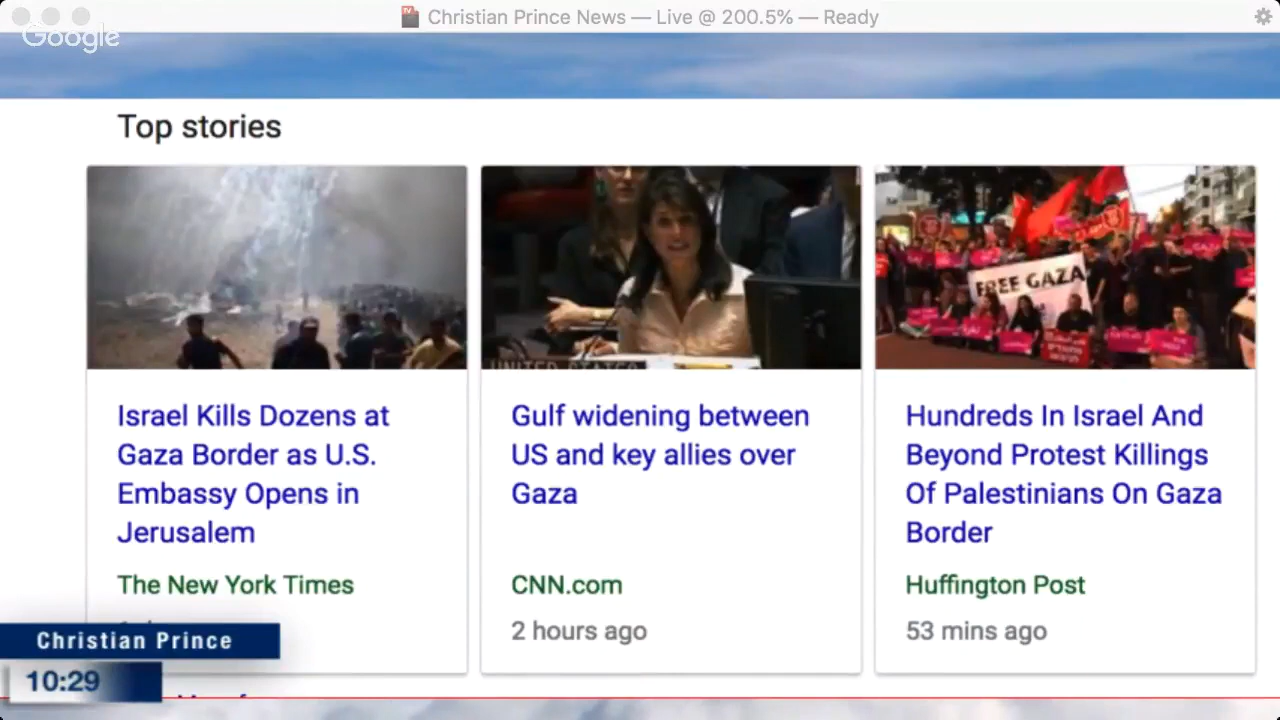 Christian Prince News — Live @ 200.5% — Ready
Google
Top stories
FREE GAZA
UNITED STATES
Israel Kills Dozens at
Gaza Border as U.S.
Embassy Opens in
Jerusalem
The New York Times
Gulf widening between
US and key allies over
Gaza
CNN.com
2 hours ago
Hundreds In Israel And
Beyond Protest Killings
Of Palestinians On Gaza
Border
Huffington Post
53 mins ago
Christian Prince
10:29